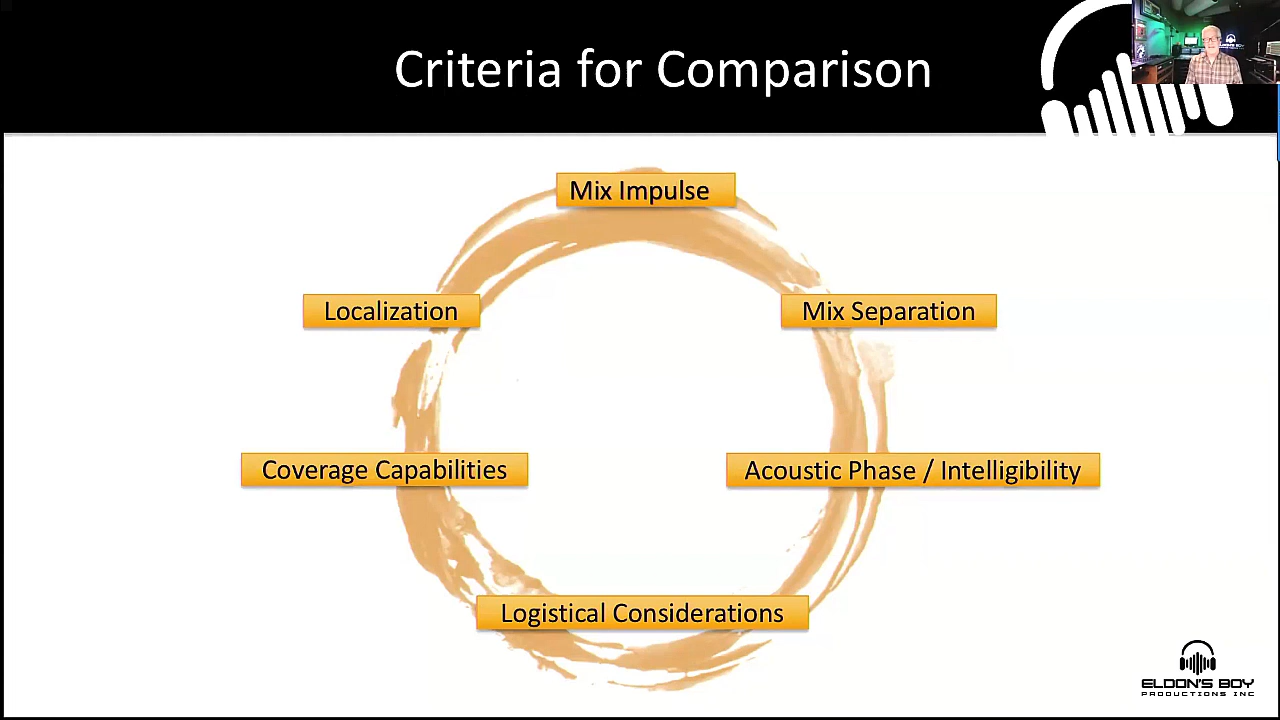 Criteria for Comparison
Mix Impulse
Localization
Mix Separation
Coverage Capabilities
Acoustic Phase / Intelligibility
Logistical Considerations
ELDON'S BOY
PRODUCTIONS INC